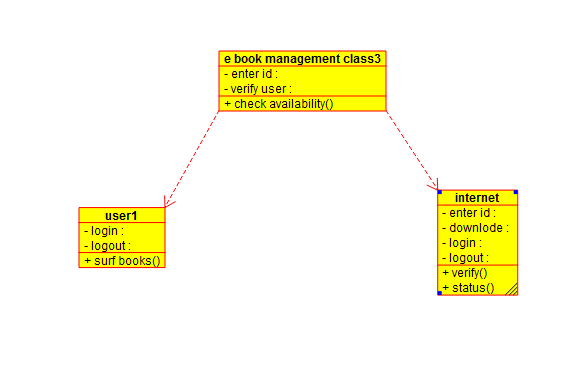 e book management class3
- enter id :
- verify user :
+ check availability()
user1
- login :
- logout :
+ surf books()
internet
- enter id :
- downlode :
- login :
- logout :
+ verify()
+ status()